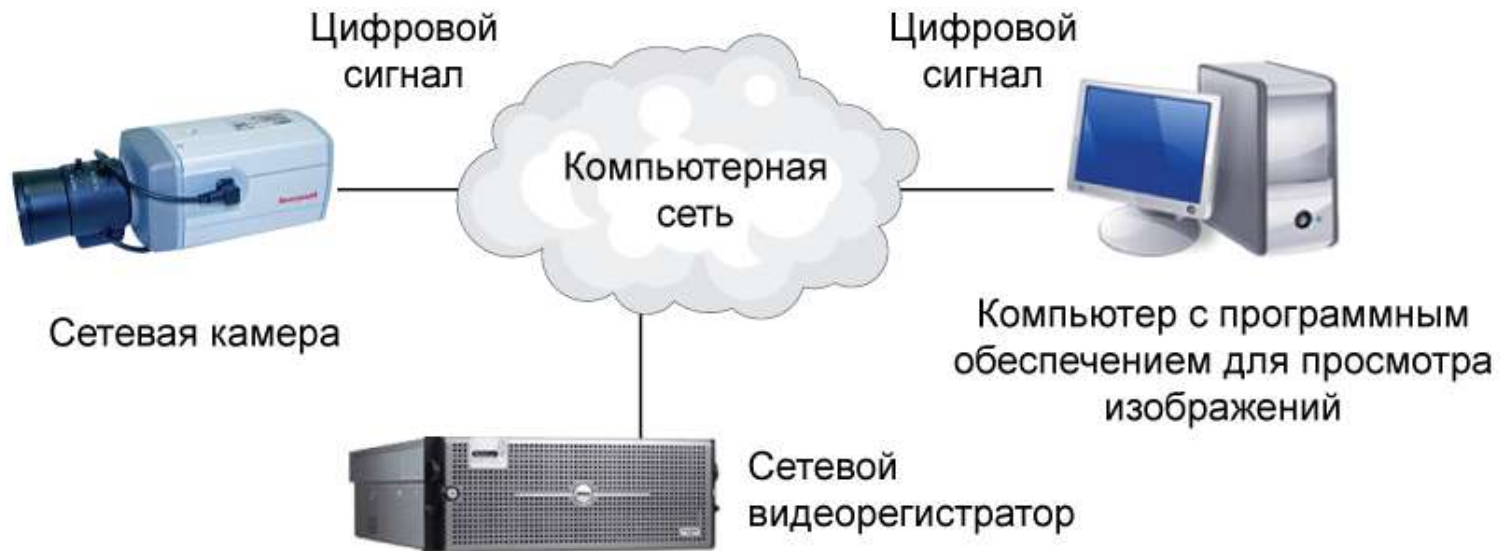 Цифровой
сигнал
Цифровой
сигнал
Компьютерная
сеть
Сетевая камера
Компьютер с программным
обеспечением для просмотра
изображений
Сетевой
видеорегистратор